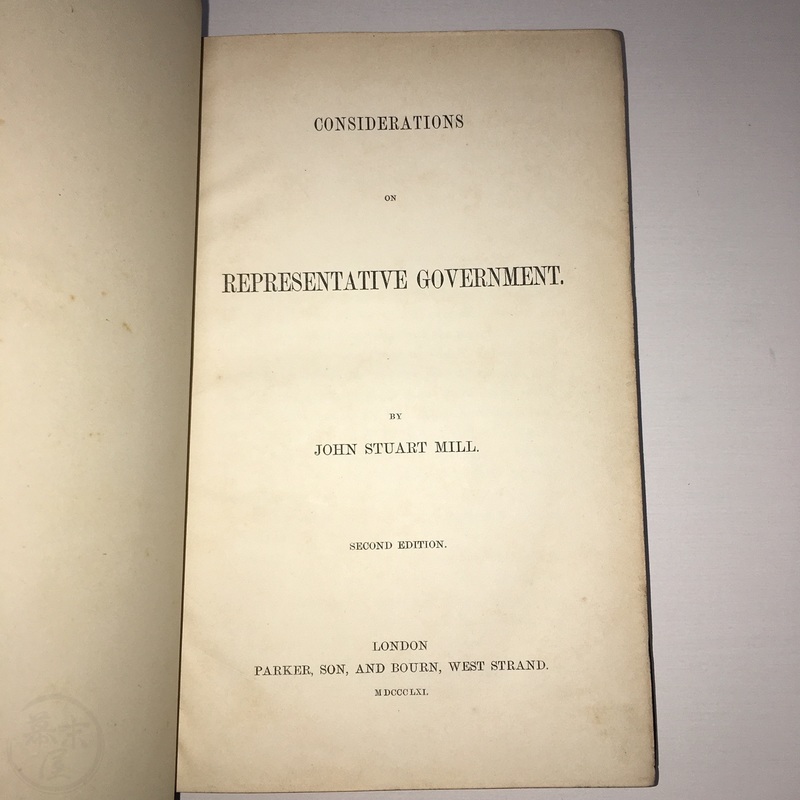 CONSIDERATIONS
ON
REPRESENTATIVE GOVERNMENT.
BY
JOHN STUART MILL.
SECOND EDITION.
LONDON
PARKER, SON, AND BOURN, WEST STRAND.
MDCCCLXI.